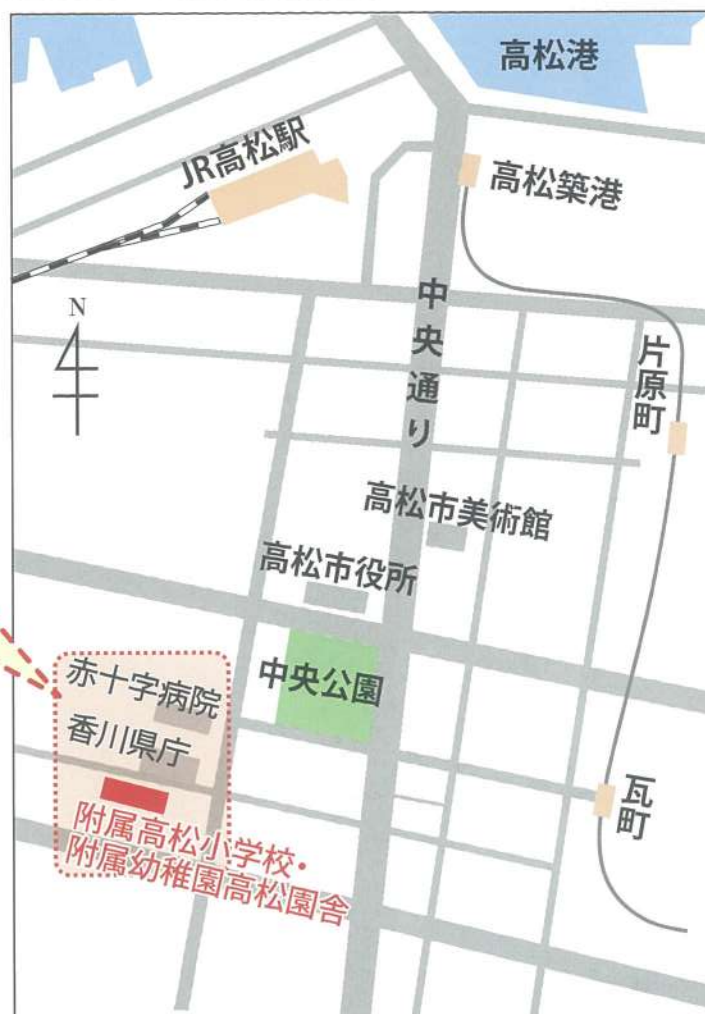 高松港
JR高松駅
高松築港
N
中央通り
片原町
高松市美術館
高松市役所
赤十字病院
中央公園
香川県庁
瓦町
附属高松小学校・
附属幼稚園高松園舎